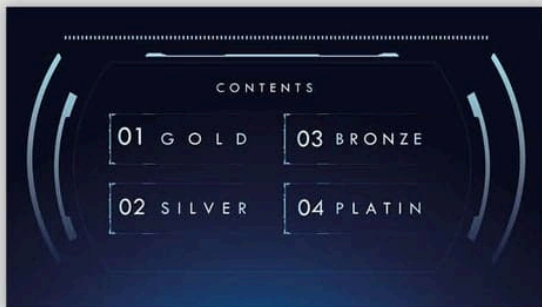 CONTENTS
01 GOLD
02 SILVER
03 BRONZE
04 PLATIN